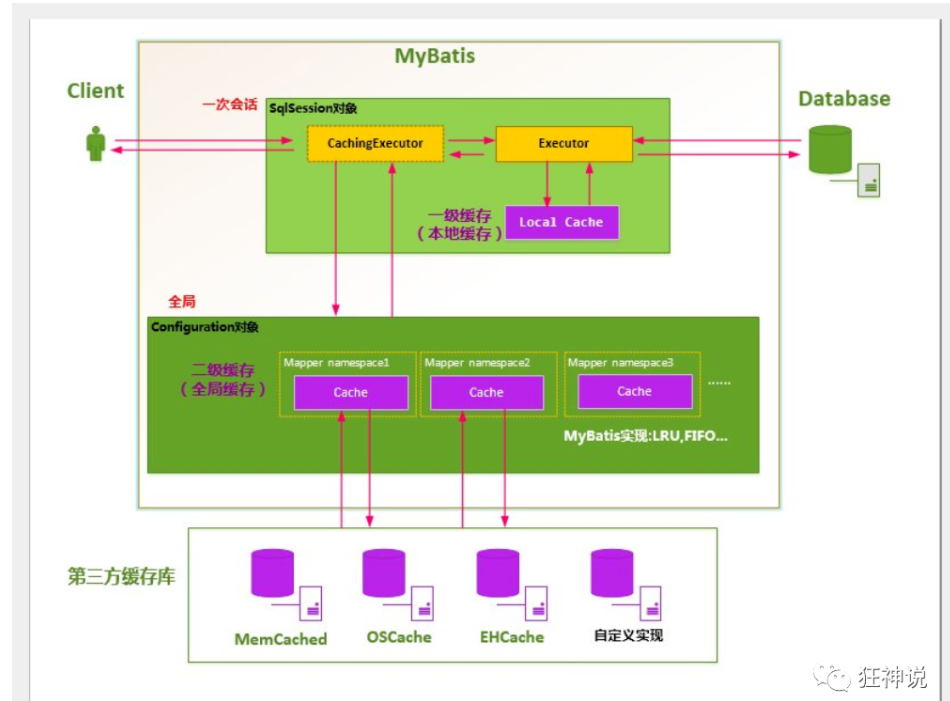 MyBatis
Client
一次会话
SqlSession对象
Database
CachingExecutor
Executor
一级缓存
（本地缓存）
Local Cache
全局
Configuration对象
二级缓存
（全局缓存）
Mapper namespace1
Mapper namespace2
Mapper namespace3
Cache
Cache
Cache
……
MyBatis实现:LRU,FIFO...
第三方缓存库
MemCached
OSCache
EHCache
自定义实现
狂神说